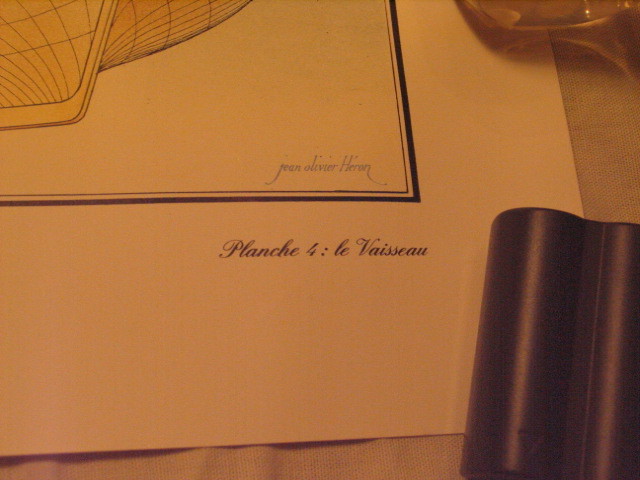 jean olivier Héron
Planche 4 : le Vaisseau